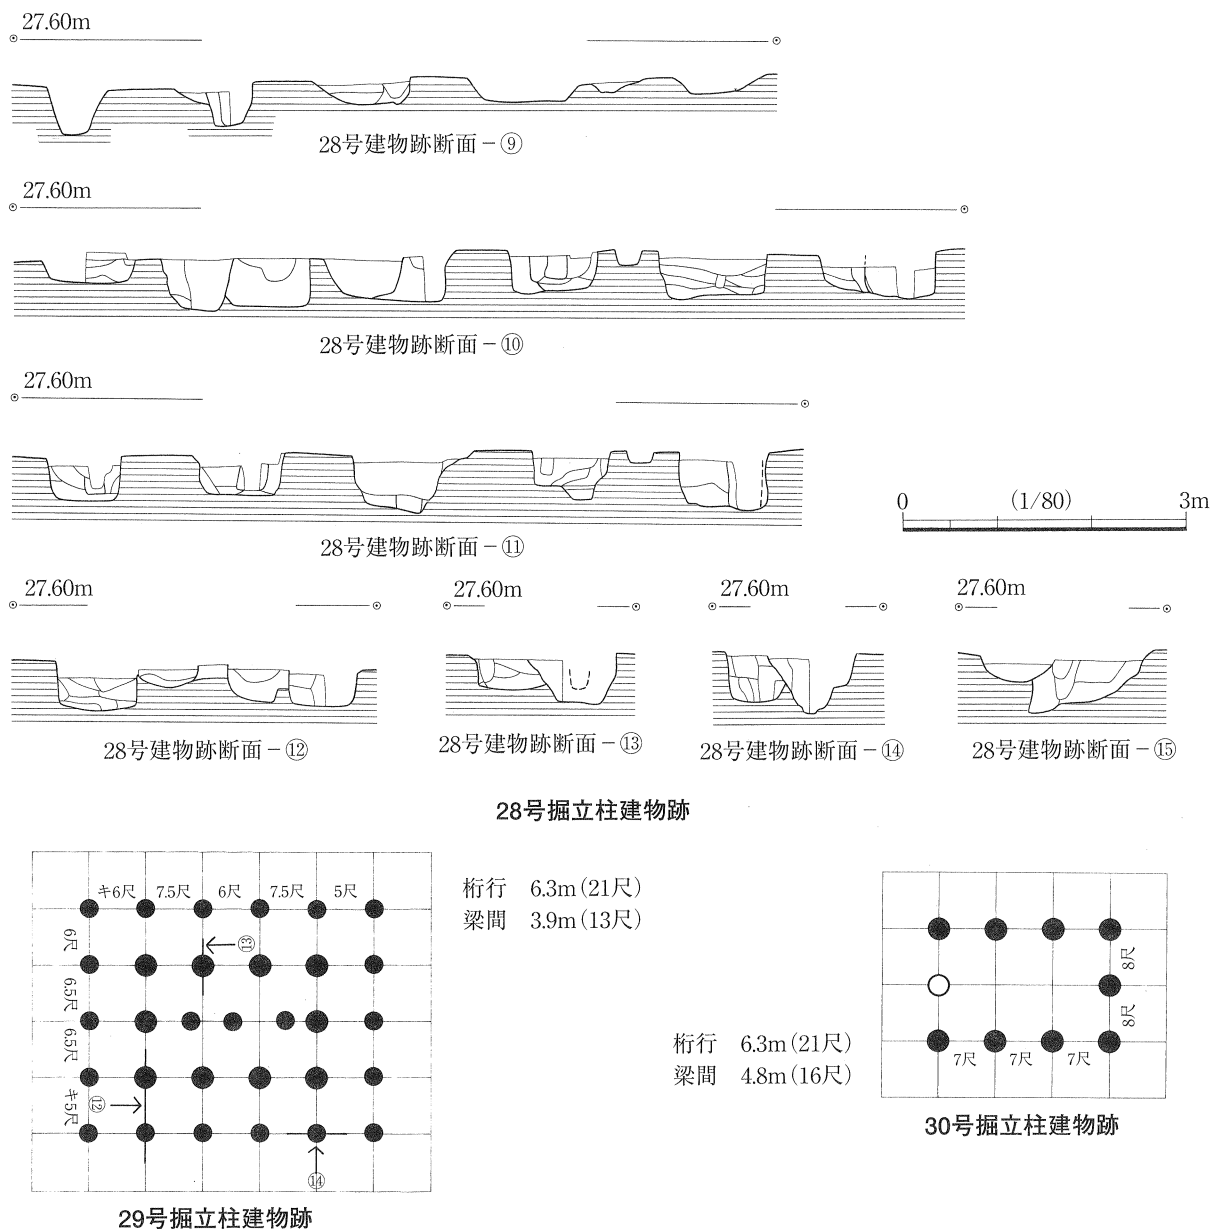 27.60m
28号建物跡断面－⑨
27.60m
28号建物跡断面－⑩
27.60m
28号建物跡断面－⑪
0 (1/80) 3m
27.60m
28号建物跡断面－⑫
27.60m
28号建物跡断面－⑬
27.60m
28号建物跡断面－⑭
27.60m
28号建物跡断面－⑮
28号掘立柱建物跡
キ6尺 7.5尺 6尺 7.5尺 5尺
6尺
6.5尺
6.5尺
キ5尺
⑬
⑫
⑭
29号掘立柱建物跡
桁行 6.3m(21尺)
梁間 3.9m(13尺)
桁行 6.3m(21尺)
梁間 4.8m(16尺)
8尺
8尺
7尺 7尺 7尺
30号掘立柱建物跡